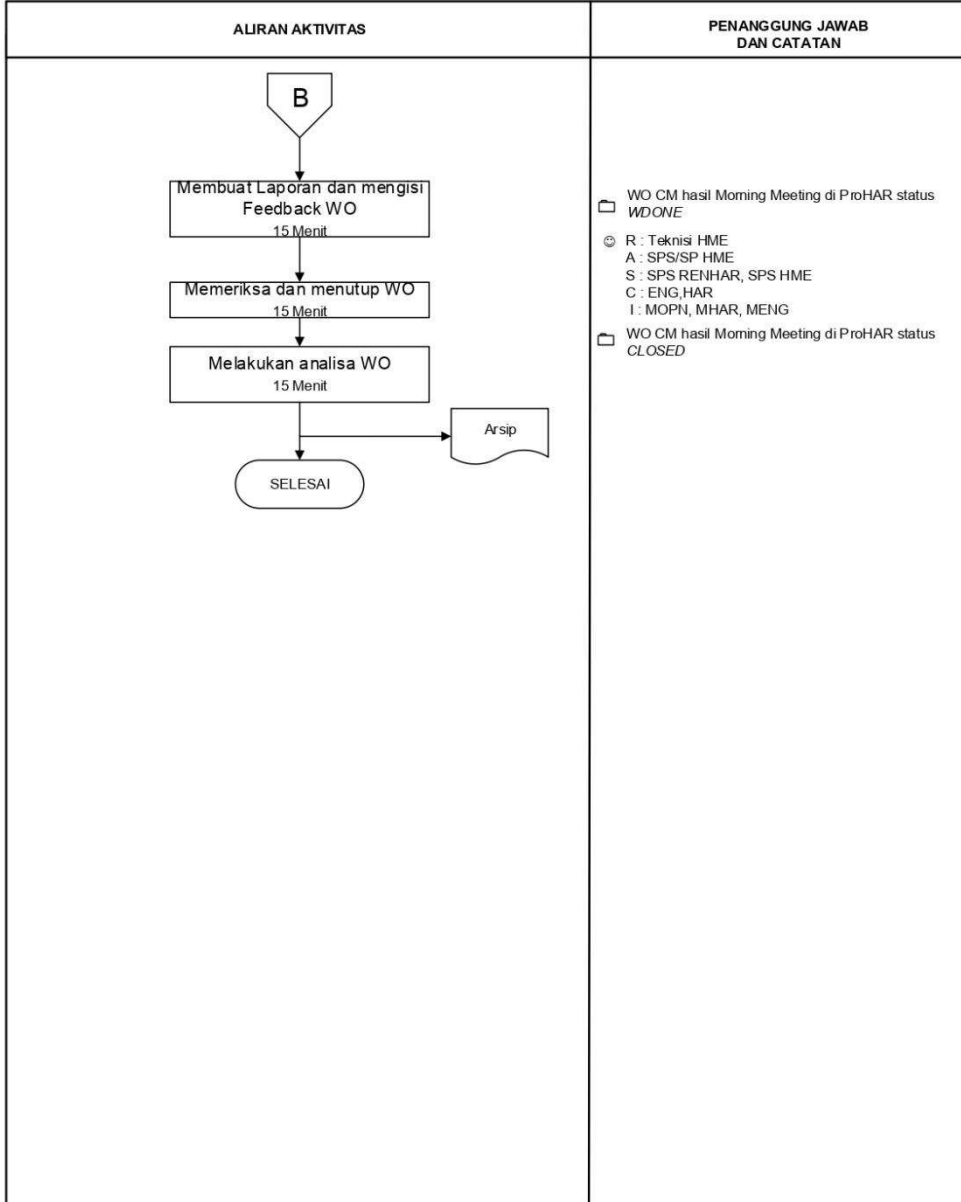 ALIRAN AKTIVITAS
PENANGGUNG JAWAB
DAN CATATAN
B
Membuat Laporan dan mengisi
Feedback WO
15 Menit
WO CM hasil Morning Meeting di ProHAR status
WDONE
R : Teknisi HME
A : SPS/SP HME
S : SPS RENHAR, SPS HME
C : ENG,HAR
I : MOPN, MHAR, MENG
Memeriksa dan menutup WO
15 Menit
WO CM hasil Morning Meeting di ProHAR status
CLOSED
Melakukan analisa WO
15 Menit
Arsip
SELESAI